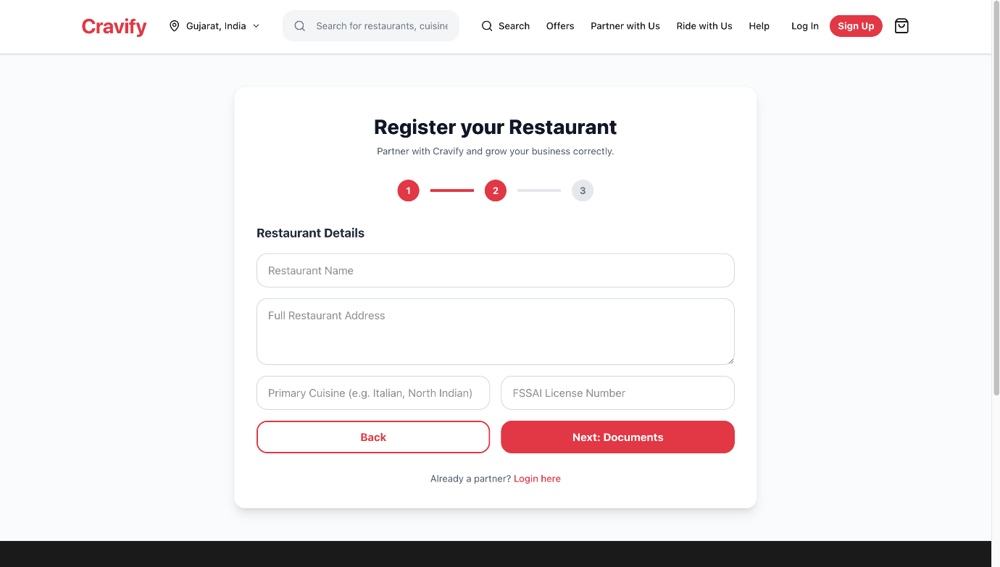 Cravify
Gujarat, India
Search for restaurants, cuisine
Search
Offers
Partner with Us
Ride with Us
Help
Log In
Sign Up
Register your Restaurant
Partner with Cravify and grow your business correctly.
1
2
3
Restaurant Details
Restaurant Name
Full Restaurant Address
Primary Cuisine (e.g. Italian, North Indian)
FSSAI License Number
Back
Next: Documents
Already a partner? Login here